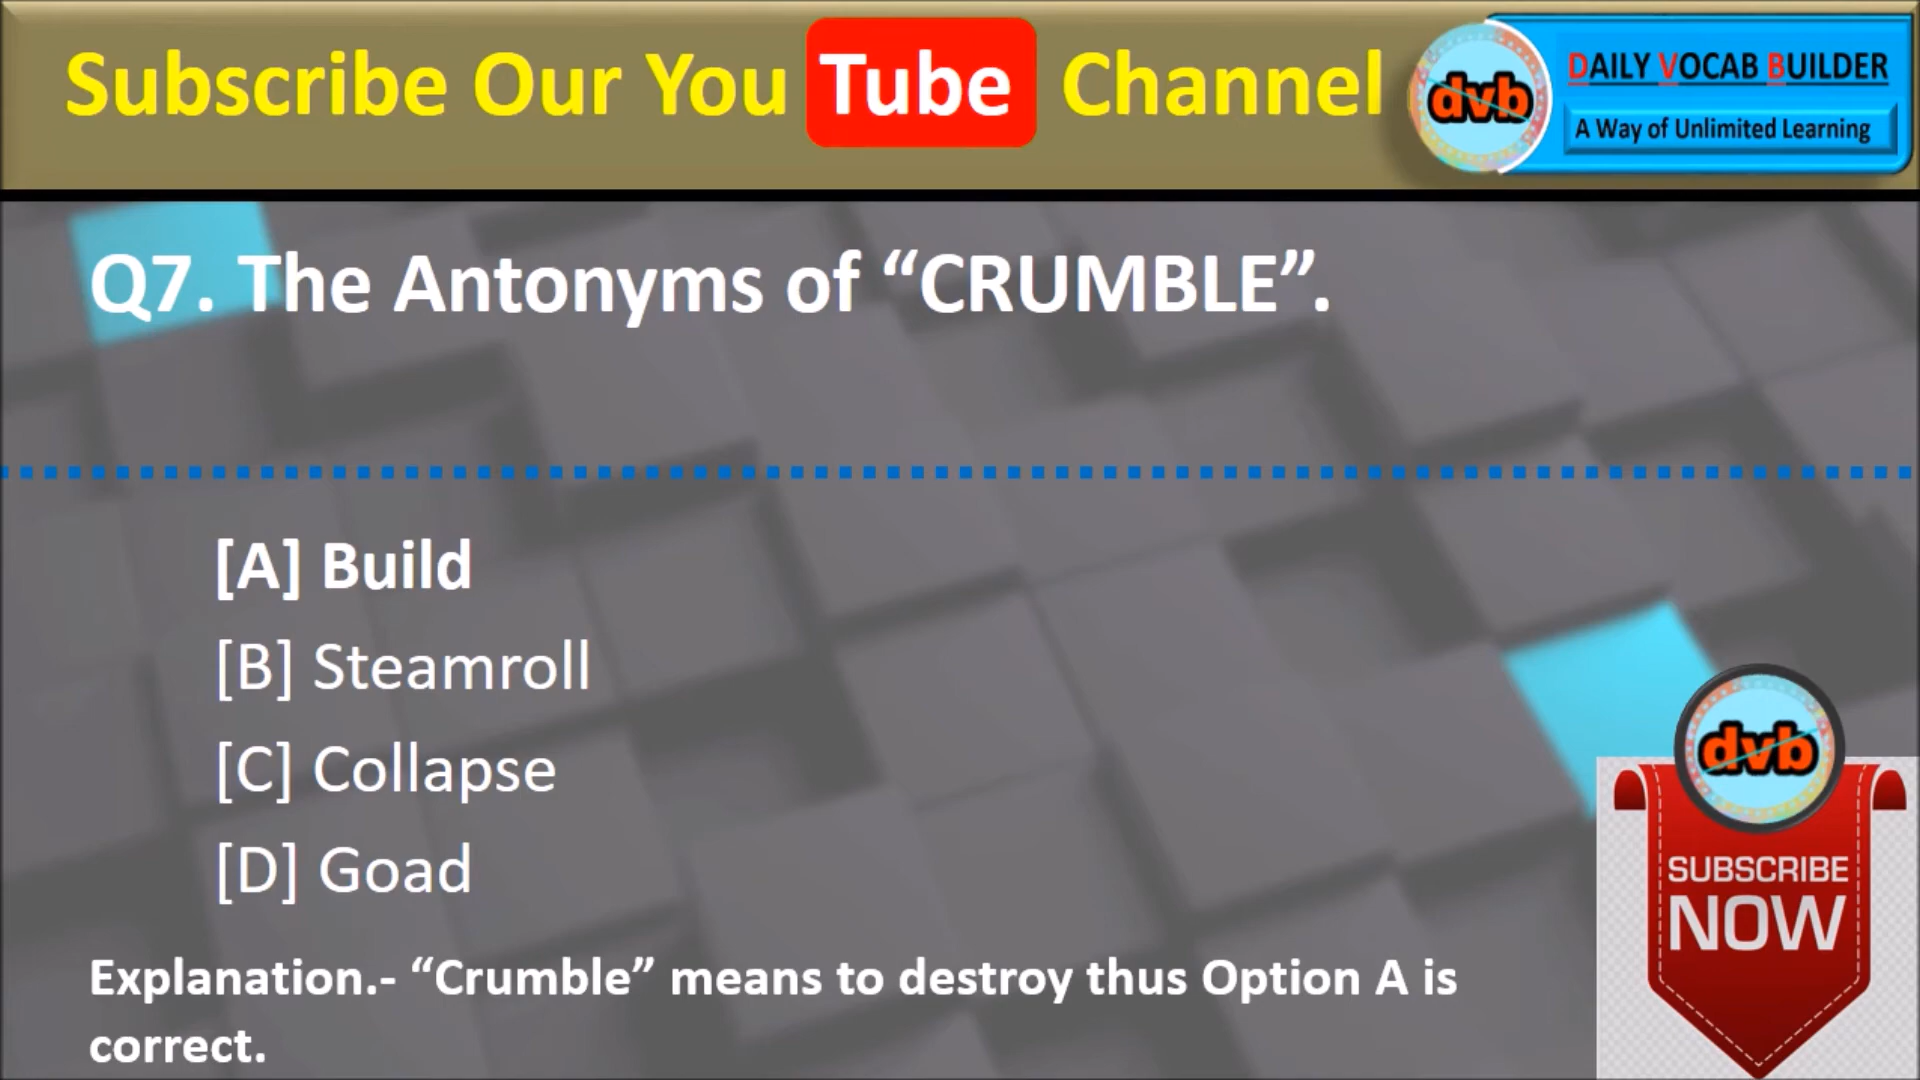 Subscribe Our You Tube Channel
dvb
DAILY VOCAB BUILDER
A Way of Unlimited Learning
Q7. The Antonyms of “CRUMBLE”.
[A] Build
[B] Steamroll
[C] Collapse
[D] Goad
dvb
SUBSCRIBE
NOW
Explanation.- “Crumble” means to destroy thus Option A is
correct.